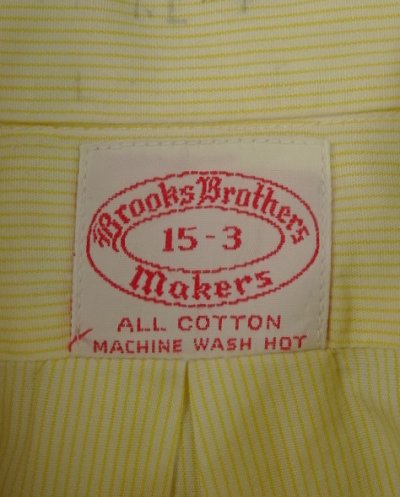 Brooks Brothers
15-3
Makers
ALL COTTON
MACHINE WASH HOT